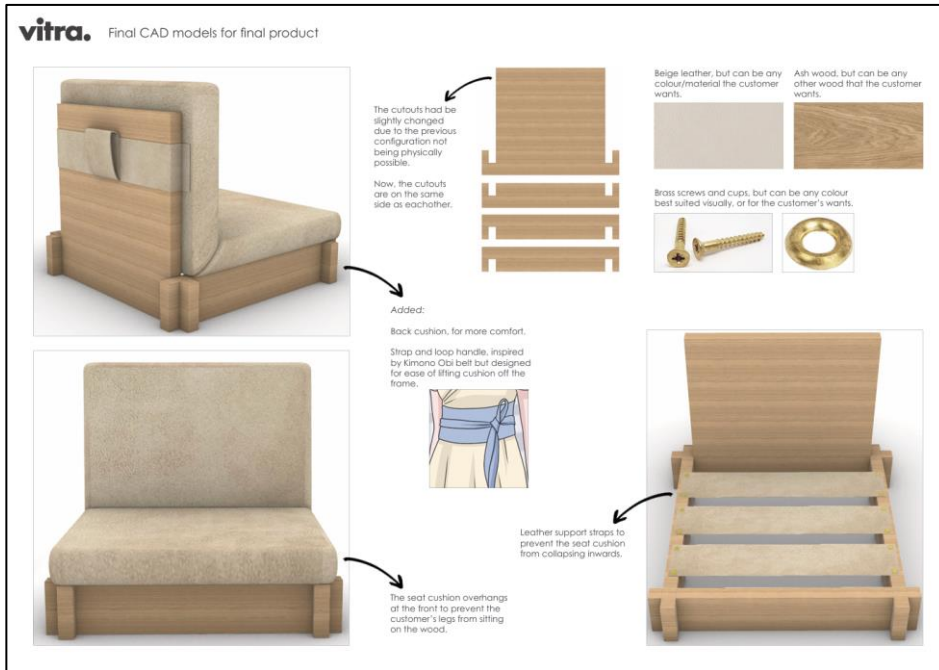 vitra. Final CAD models for final product
The cutouts had be
slightly changed
due to the previous
configuration not
being physically
possible.
Now, the cutouts
are on the same
side as eachother.
Beige leather, but can be any
colour/material the customer
wants.
Ash wood, but can be any
other wood that the customer
wants.
Brass screws and cups, but can be any colour
best suited visually, or for the customer's wants.
Added:
Back cushion, for more comfort.
Strap and loop handle, inspired
by Kimono Obi belt but designed
for ease of lifting cushion off the
frame.
Leather support straps to
prevent the seat cushion
from collapsing inwards.
The seat cushion overhangs
at the front to prevent the
customer's legs from sitting
on the wood.